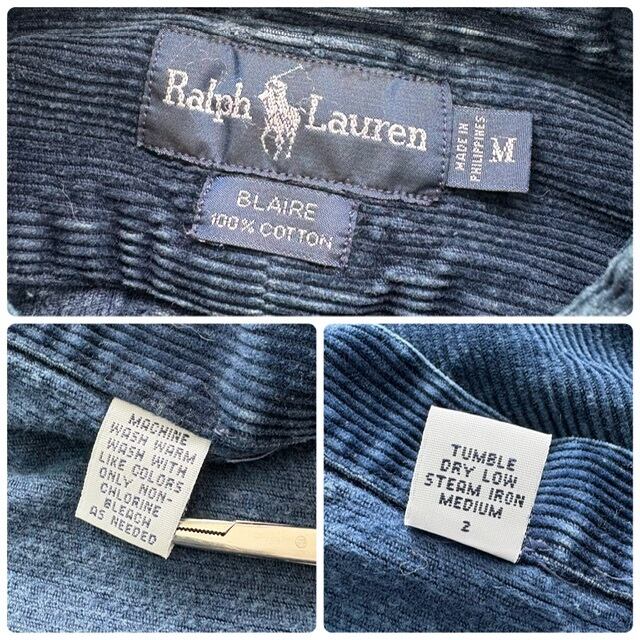 Ralph Lauren
MADE IN
PHILIPPINES
M
BLAIRE
100% COTTON
MACHINE
WASH WARM
WASH WITH
LIKE COLORS
ONLY NON-
CHLORINE
BLEACH
AS NEEDED
TUMBLE
DRY LOW
STEAM IRON
MEDIUM
2